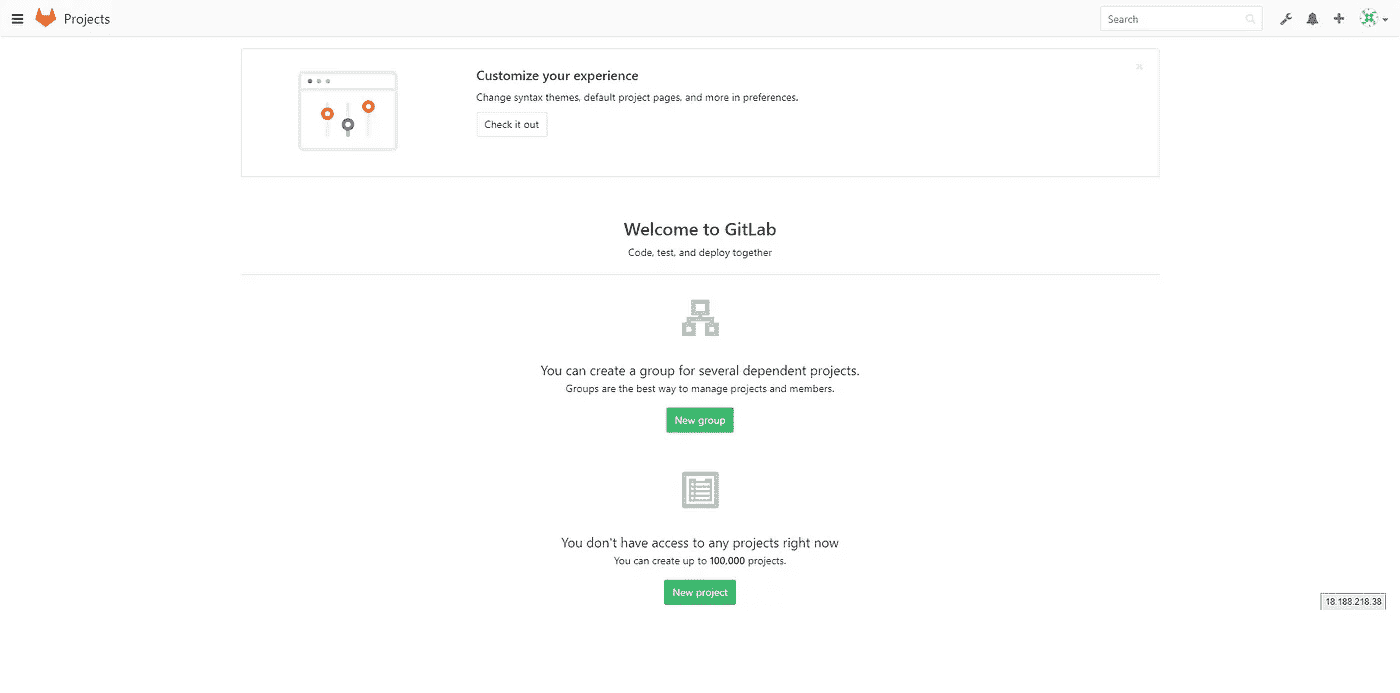 Projects
Search
Customize your experience
Change syntax themes, default project pages, and more in preferences.
Check it out
Welcome to GitLab
Code, test, and deploy together
You can create a group for several dependent projects.
Groups are the best way to manage projects and members.
New group
You don't have access to any projects right now
You can create up to 100,000 projects.
New project
18.188.218.38